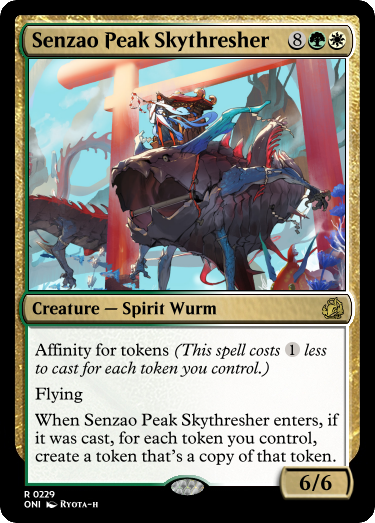 Senzao Peak Skythresher 8
Creature — Spirit Wurm
Affinity for tokens (This spell costs 1 less
to cast for each token you control.)
Flying
When Senzao Peak Skythresher enters, if
it was cast, for each token you control,
create a token that's a copy of that token.
6/6
R 0229
ONI Ryota-H